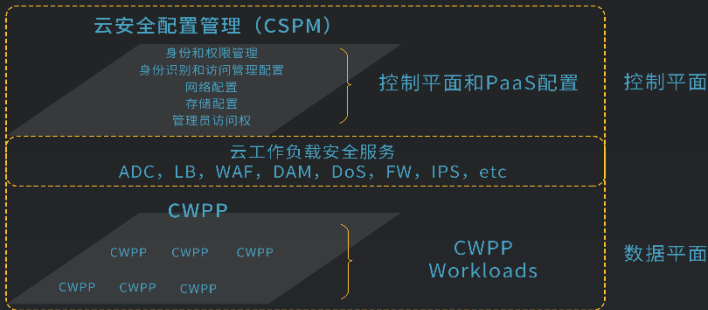 云安全配置管理（CSPM）
身份和权限管理
身份识别和访问管理配置
网络配置
存储配置
管理员访问权
控制平面和PaaS配置
控制平面
云工作负载安全服务
ADC，LB，WAF，DAM，DoS，FW，IPS，etc
CWPP
CWPP CWPP CWPP
CWPP CWPP CWPP
CWPP
Workloads
数据平面